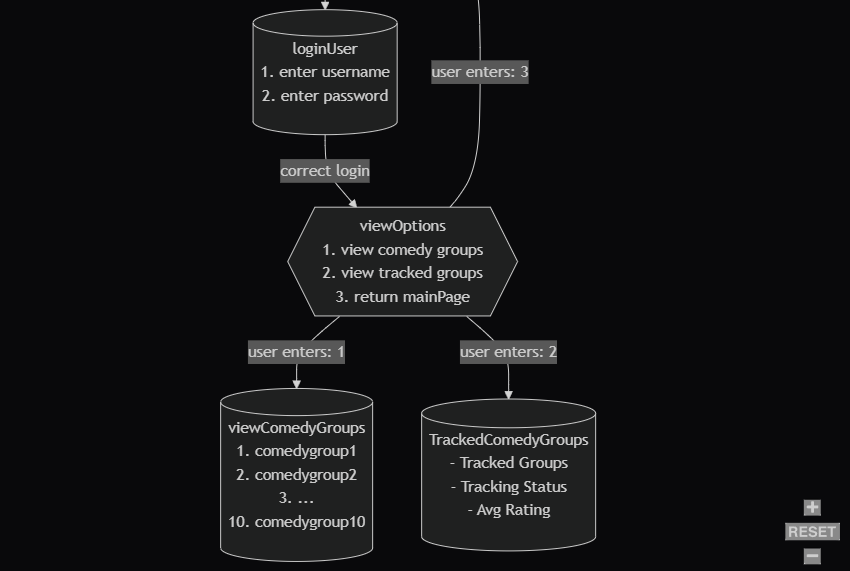 loginUser
1. enter username
2. enter password
user enters: 3
correct login
viewOptions
1. view comedy groups
2. view tracked groups
3. return mainPage
user enters: 1
user enters: 2
viewComedyGroups
1. comedygroup1
2. comedygroup2
3. ...
10. comedygroup10
TrackedComedyGroups
- Tracked Groups
- Tracking Status
- Avg Rating
+
RESET
−